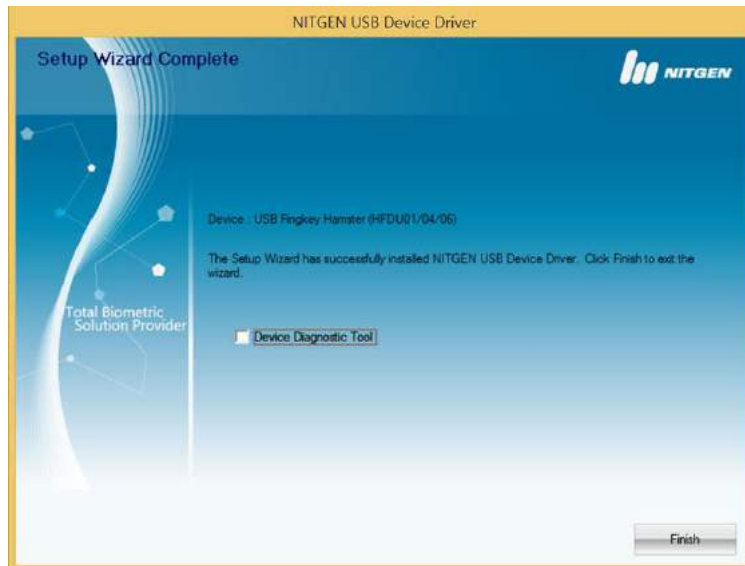 NITGEN USB Device Driver
Setup Wizard Complete
NITGEN
Device : USB Fingkey Hamster (HFDU01/04/06)
The Setup Wizard has successfully installed NITGEN USB Device Driver. Click Finish to exit the
wizard.
Total Biometric
Solution Provider
Device Diagnostic Tool
Finish